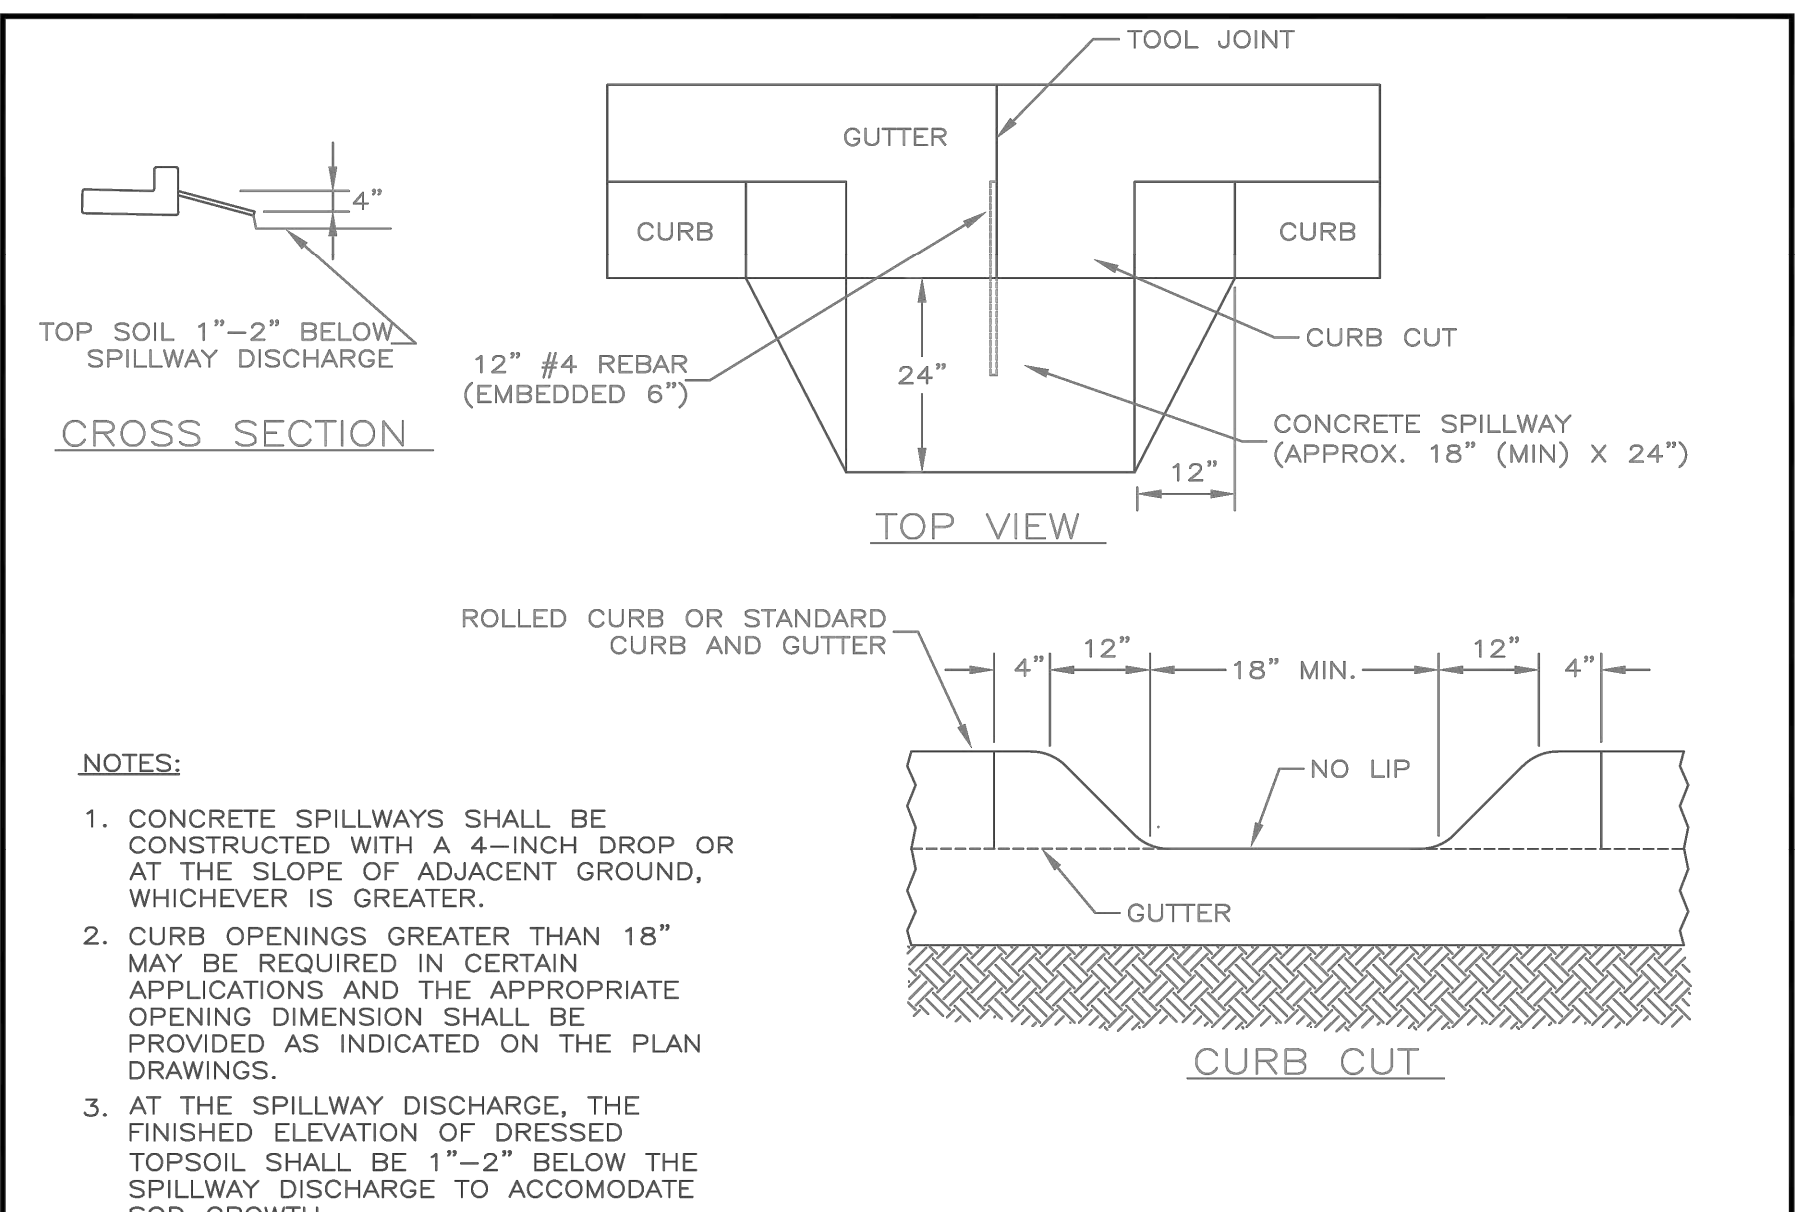 TOOL JOINT
GUTTER
CURB
CURB
4”
TOP SOIL 1”–2” BELOW
SPILLWAY DISCHARGE
CROSS SECTION
12” #4 REBAR
(EMBEDDED 6”)
24”
CURB CUT
CONCRETE SPILLWAY
(APPROX. 18” (MIN) X 24”)
12”
TOP VIEW
ROLLED CURB OR STANDARD
CURB AND GUTTER
4”
12”
18” MIN.
12”
4”
NO LIP
GUTTER
CURB CUT
NOTES:
1. CONCRETE SPILLWAYS SHALL BE
CONSTRUCTED WITH A 4–INCH DROP OR
AT THE SLOPE OF ADJACENT GROUND,
WHICHEVER IS GREATER.
2. CURB OPENINGS GREATER THAN 18”
MAY BE REQUIRED IN CERTAIN
APPLICATIONS AND THE APPROPRIATE
OPENING DIMENSION SHALL BE
PROVIDED AS INDICATED ON THE PLAN
DRAWINGS.
3. AT THE SPILLWAY DISCHARGE, THE
FINISHED ELEVATION OF DRESSED
TOPSOIL SHALL BE 1”–2” BELOW THE
SPILLWAY DISCHARGE TO ACCOMODATE
SOD GROWTH